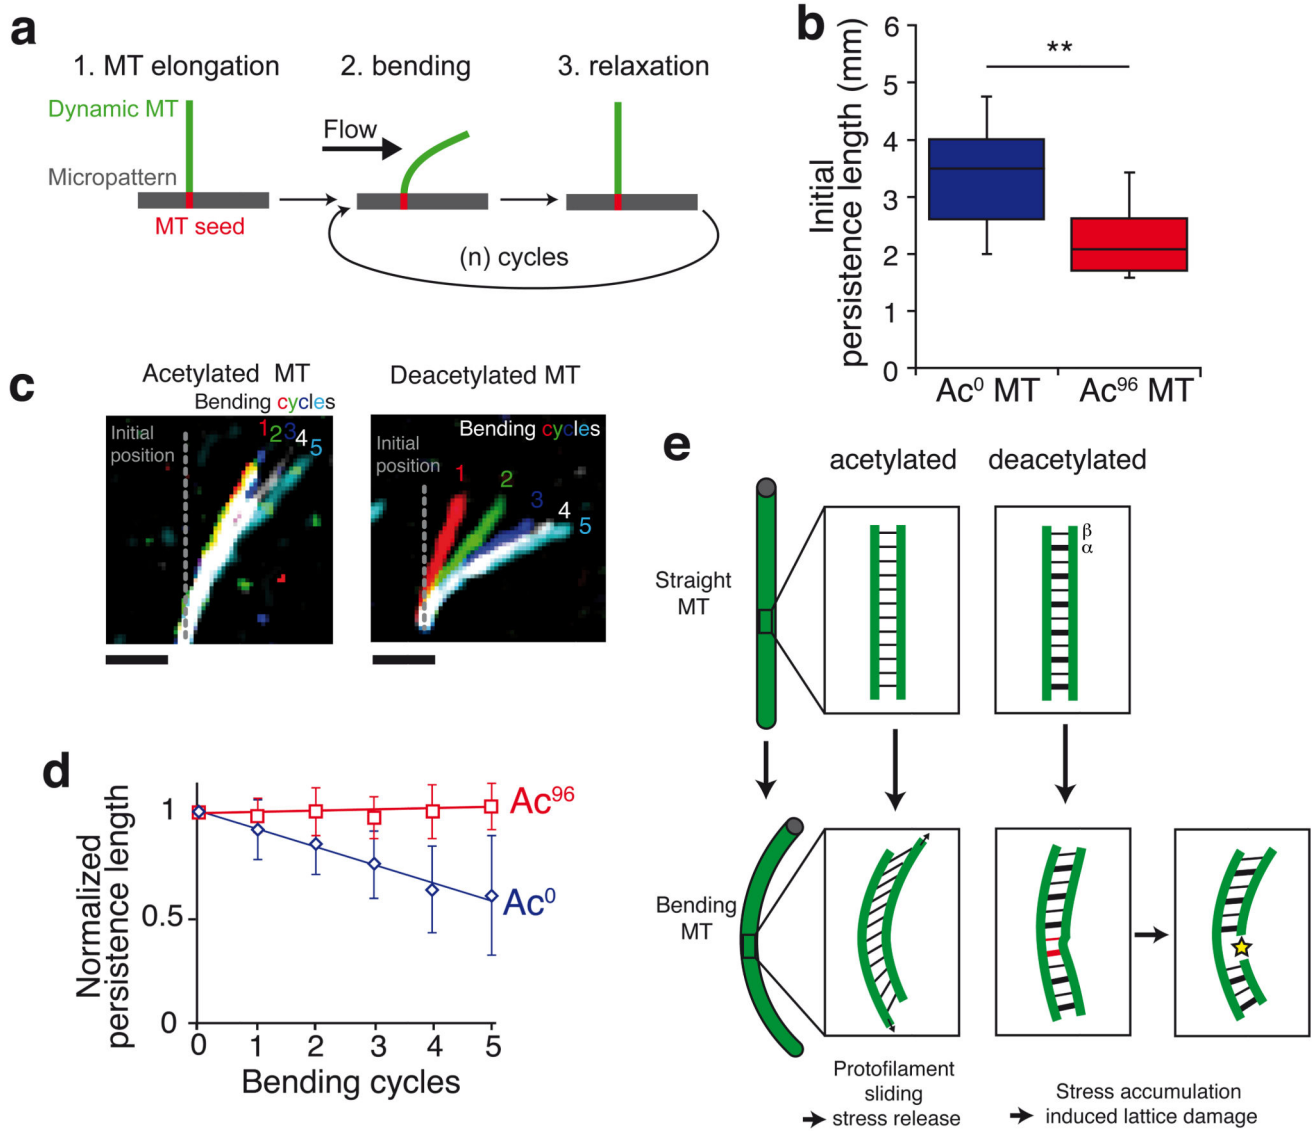 a
1. MT elongation
2. bending
3. relaxation
Dynamic MT
Flow
Micropattern
MT seed
(n) cycles
b
Initial
persistence length (mm)
6
5
4
3
2
1
0
**
Ac⁰ MT
Ac⁹⁶ MT
c
Acetylated MT
Bending cycles
Initial
position
1
2
3
4
5
Deacetylated MT
Bending cycles
Initial
position
1
2
3
4
5
d
Normalized
persistence length
1
0.5
0
0
1
2
3
4
5
Bending cycles
Ac⁹⁶
Ac⁰
e
acetylated
deacetylated
β
α
Straight
MT
Bending
MT
Protofilament
sliding
stress release
Stress accumulation
induced lattice damage